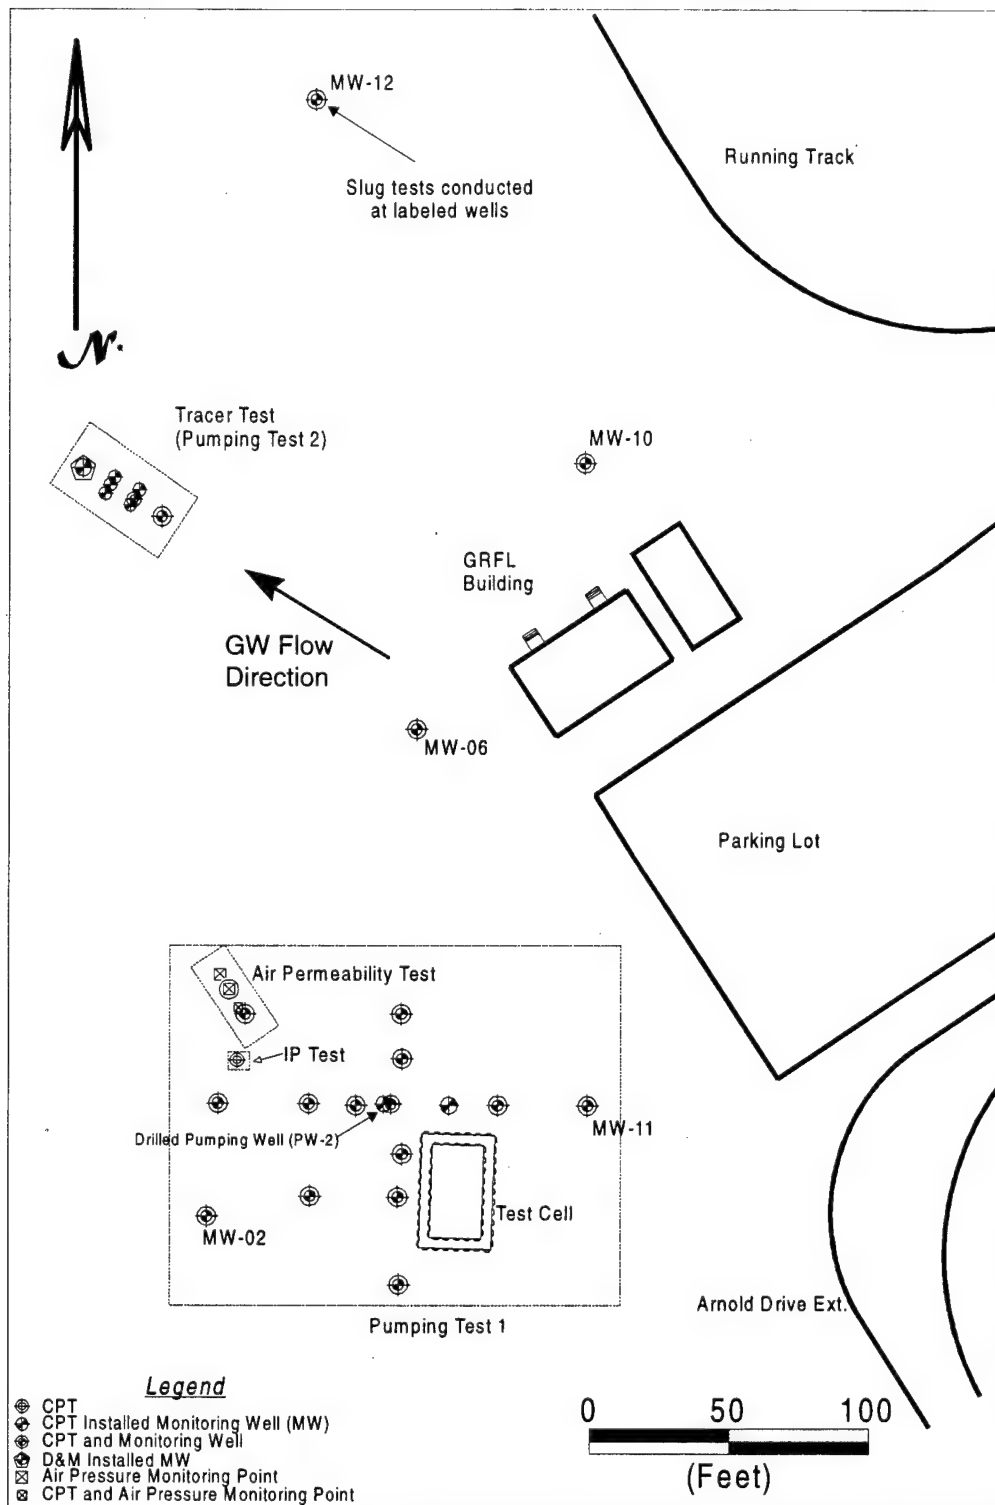 MW-12
Slug tests conducted
at labeled wells
Running Track
N.
Tracer Test
(Pumping Test 2)
MW-10
GRFL
Building
GW Flow
Direction
MW-06
Parking Lot
Air Permeability Test
IP Test
Drilled Pumping Well (PW-2)
MW-11
MW-02
Test Cell
Arnold Drive Ext.
Pumping Test 1
Legend
CPT
CPT Installed Monitoring Well (MW)
CPT and Monitoring Well
D&M Installed MW
Air Pressure Monitoring Point
CPT and Air Pressure Monitoring Point
0 50 100
(Feet)